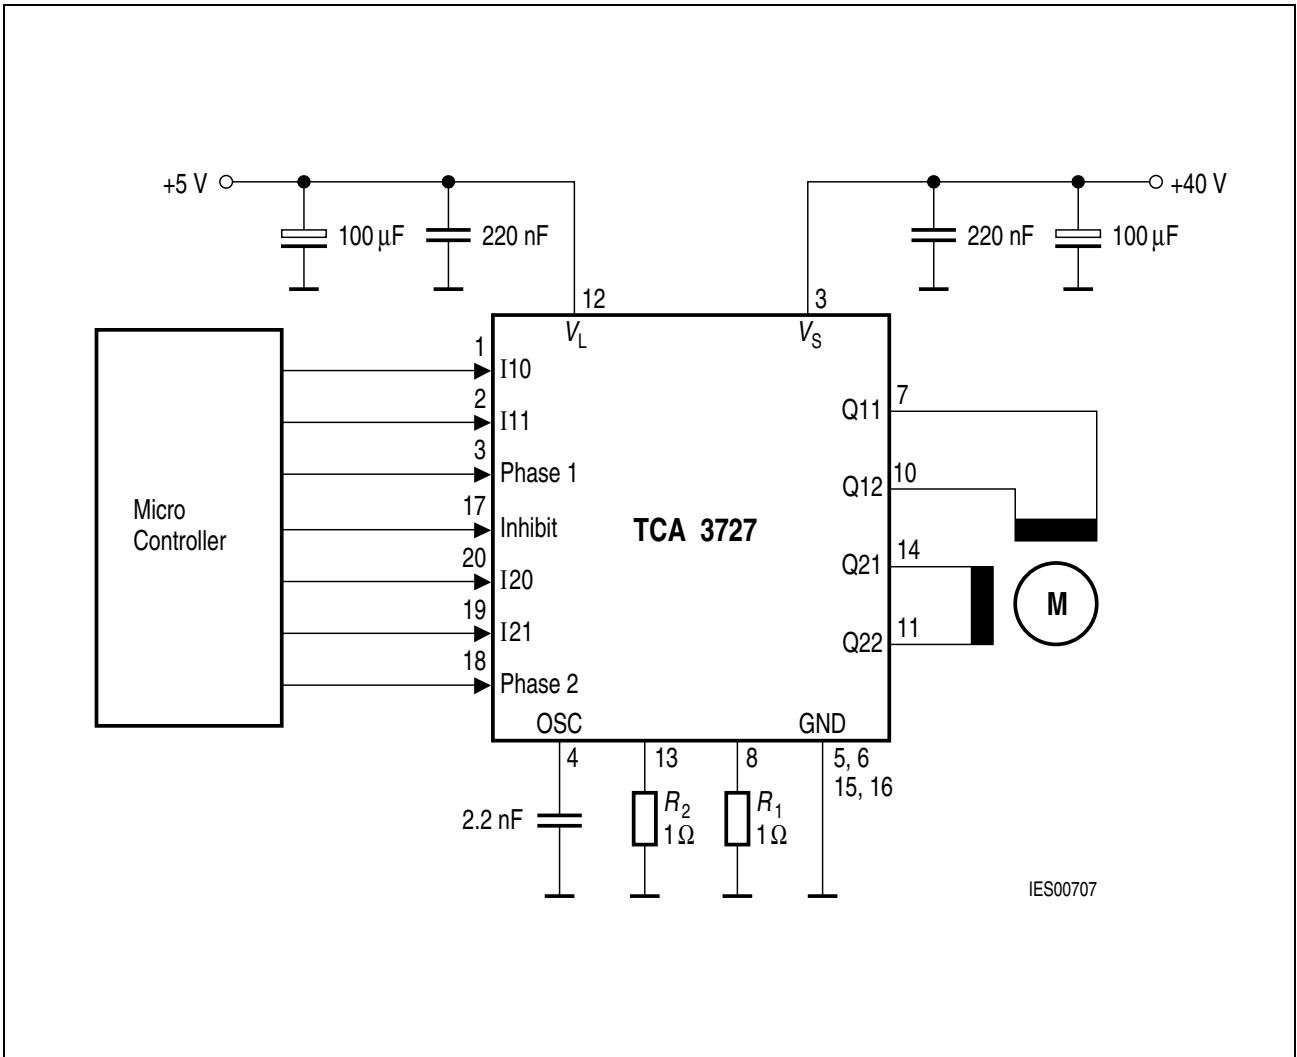 +5 V
+40 V
100 µF
220 nF
220 nF
100 µF
12
3
V_L
V_S
1
I10
2
I11
3
Phase 1
17
Inhibit
20
I20
19
I21
18
Phase 2
Micro
Controller
TCA 3727
Q11
7
Q12
10
Q21
14
Q22
11
M
OSC
GND
4
13
8
5, 6
15, 16
2.2 nF
R_2
1 Ω
R_1
1 Ω
IES00707